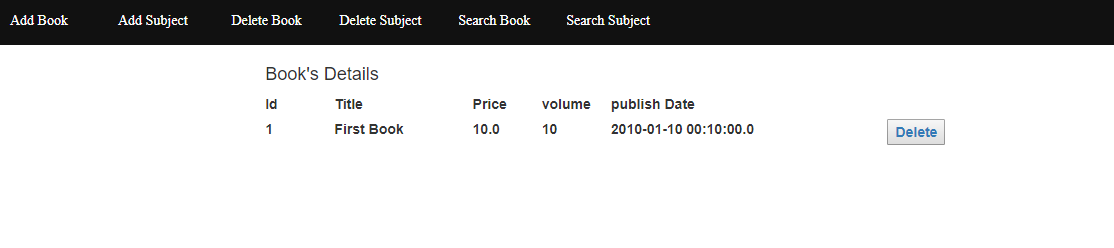 Add Book Add Subject Delete Book Delete Subject Search Book Search Subject
Book's Details
Id Title Price volume publish Date
1 First Book 10.0 10 2010-01-10 00:10:00.0 Delete